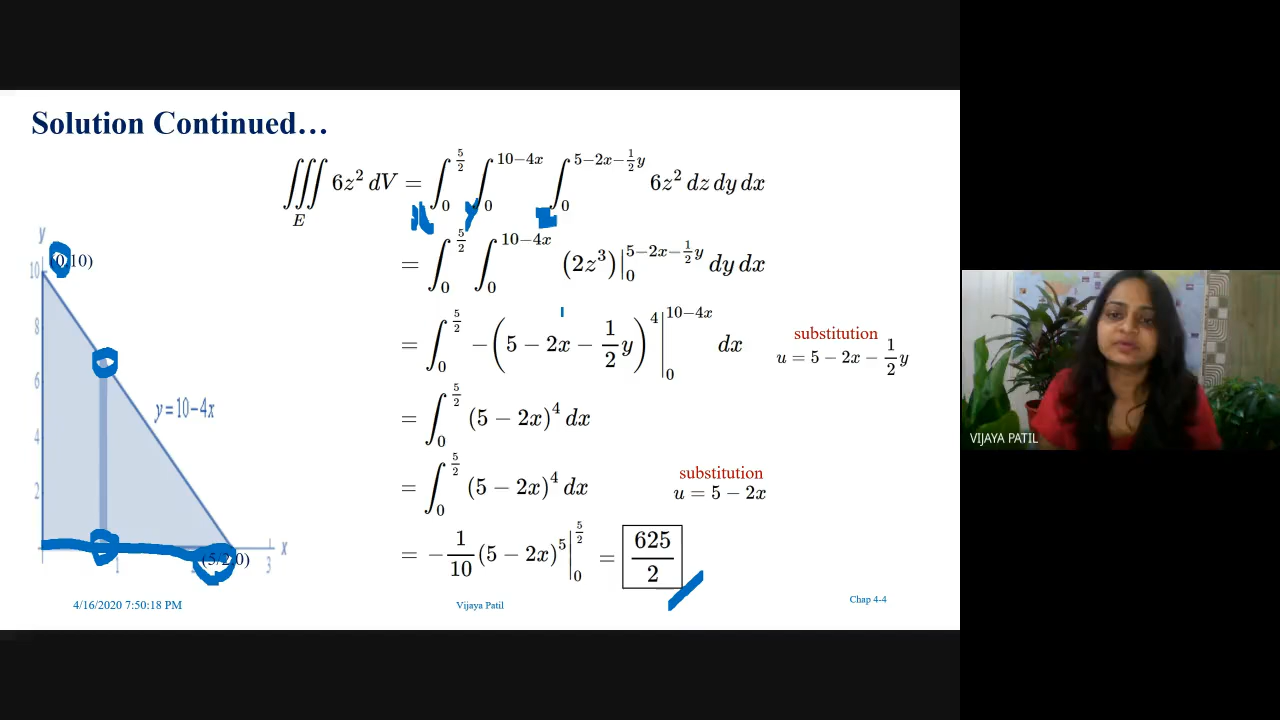 Solution Continued…
∭_E 6z² dV = ∫_0^{5/2} ∫_0^{10−4x} ∫_0^{5−2x−½y} 6z² dz dy dx
x y z
= ∫_0^{5/2} ∫_0^{10−4x} (2z³)|_0^{5−2x−½y} dy dx
= ∫_0^{5/2} −(5 − 2x − ½y)⁴|_0^{10−4x} dx
substitution
u = 5 − 2x − ½y
= ∫_0^{5/2} (5 − 2x)⁴ dx
= ∫_0^{5/2} (5 − 2x)⁴ dx
substitution
u = 5 − 2x
= −1/10 (5 − 2x)⁵|_0^{5/2} = 625/2
y
(0,10)
10
8
6
y=10−4x
4
2
(5/2,0)
1
3
x
4/16/2020 7:50:18 PM
Vijaya Patil
Chap 4-4
VIJAYA PATIL